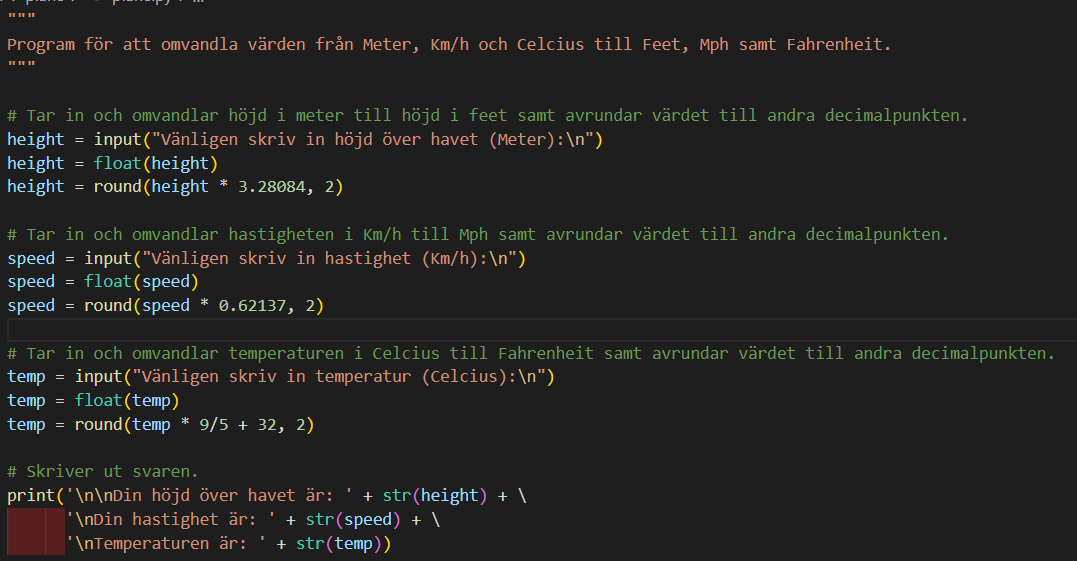 """
Program för att omvandla värden från Meter, Km/h och Celcius till Feet, Mph samt Fahrenheit.
"""
# Tar in och omvandlar höjd i meter till höjd i feet samt avrundar värdet till andra decimalpunkten.
height = input("Vänligen skriv in höjd över havet (Meter):\n")
height = float(height)
height = round(height * 3.28084, 2)
# Tar in och omvandlar hastigheten i Km/h till Mph samt avrundar värdet till andra decimalpunkten.
speed = input("Vänligen skriv in hastighet (Km/h):\n")
speed = float(speed)
speed = round(speed * 0.62137, 2)
# Tar in och omvandlar temperaturen i Celcius till Fahrenheit samt avrundar värdet till andra decimalpunkten.
temp = input("Vänligen skriv in temperatur (Celcius):\n")
temp = float(temp)
temp = round(temp * 9/5 + 32, 2)
# Skriver ut svaren.
print('\n\nDin höjd över havet är: ' + str(height) + \
'\nDin hastighet är: ' + str(speed) + \
'\nTemperaturen är: ' + str(temp))